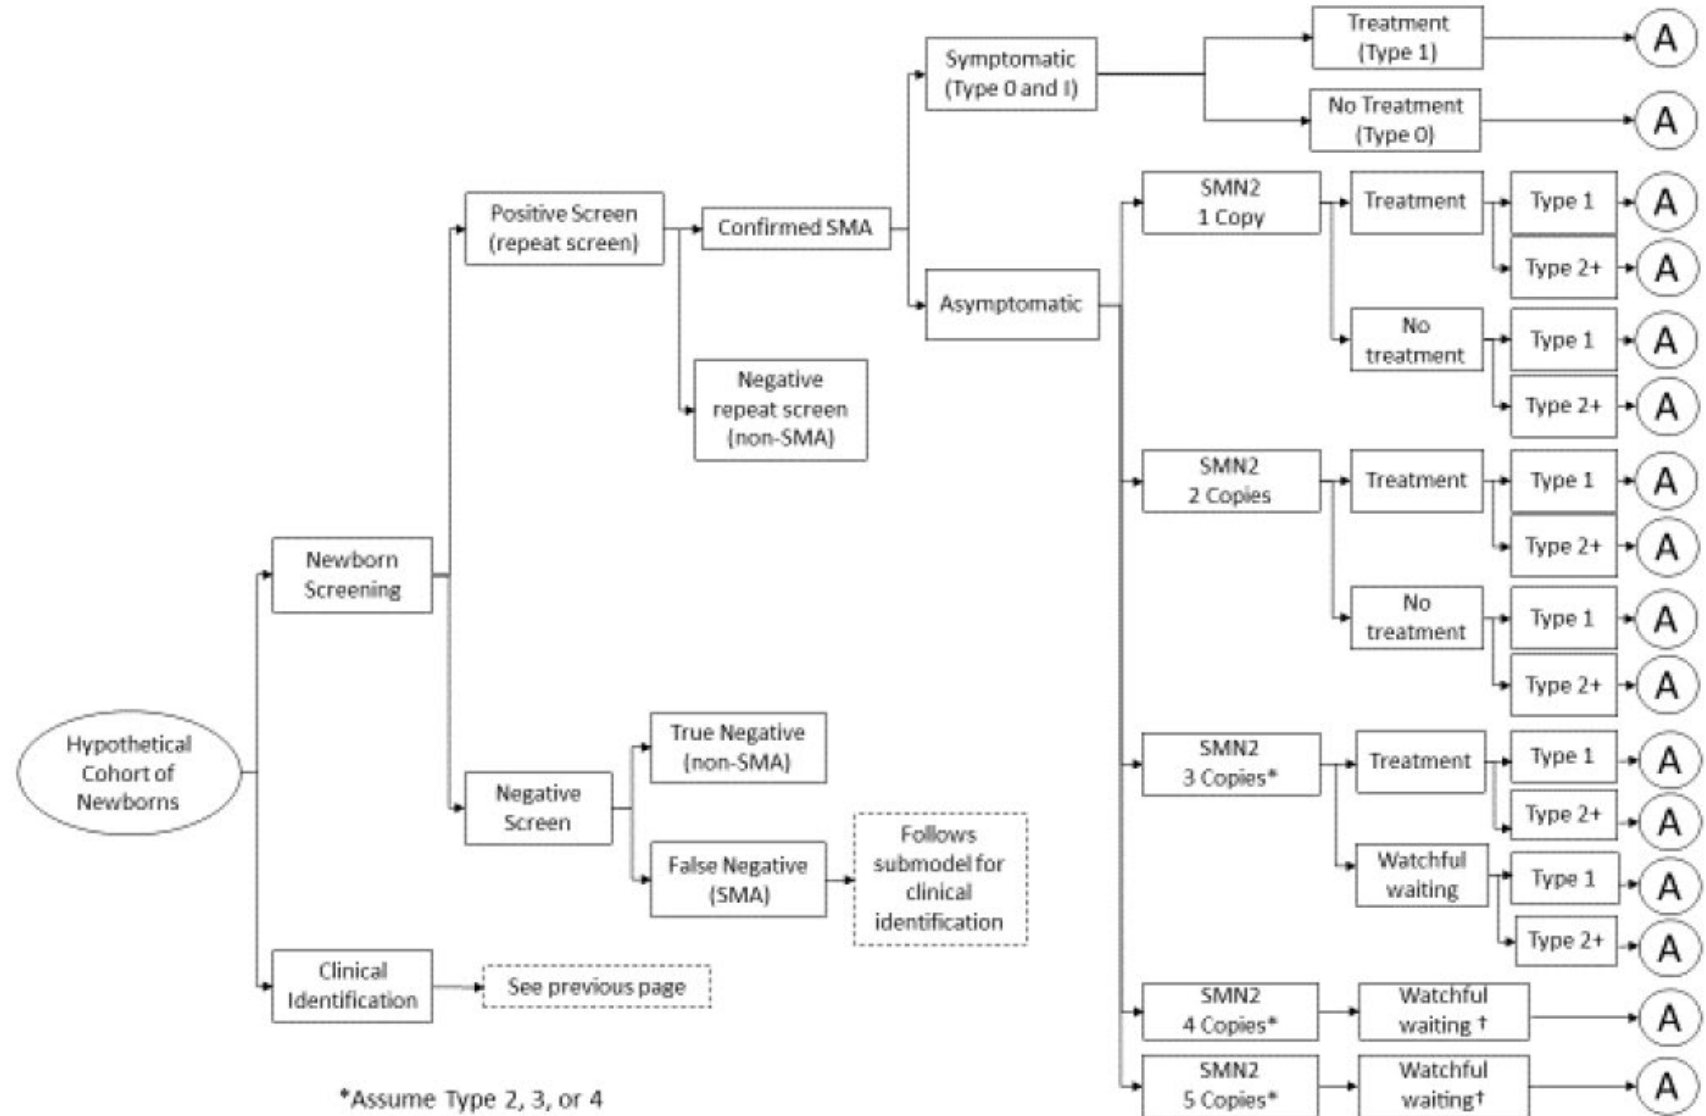 Hypothetical
Cohort of
Newborns
Newborn
Screening
Clinical
Identification
See previous page
Positive Screen
(repeat screen)
Negative
Screen
Confirmed SMA
Negative
repeat screen
(non-SMA)
True Negative
(non-SMA)
False Negative
(SMA)
Follows
submodel for
clinical
identification
Symptomatic
(Type 0 and I)
Asymptomatic
Treatment
(Type 1)
A
No Treatment
(Type 0)
A
SMN2
1 Copy
Treatment
Type 1
A
Type 2+
A
No
treatment
Type 1
A
Type 2+
A
SMN2
2 Copies
Treatment
Type 1
A
Type 2+
A
No
treatment
Type 1
A
Type 2+
A
SMN2
3 Copies*
Treatment
Type 1
A
Type 2+
A
Watchful
waiting
Type 1
A
Type 2+
A
SMN2
4 Copies*
Watchful
waiting †
A
SMN2
5 Copies*
Watchful
waiting†
A
*Assume Type 2, 3, or 4